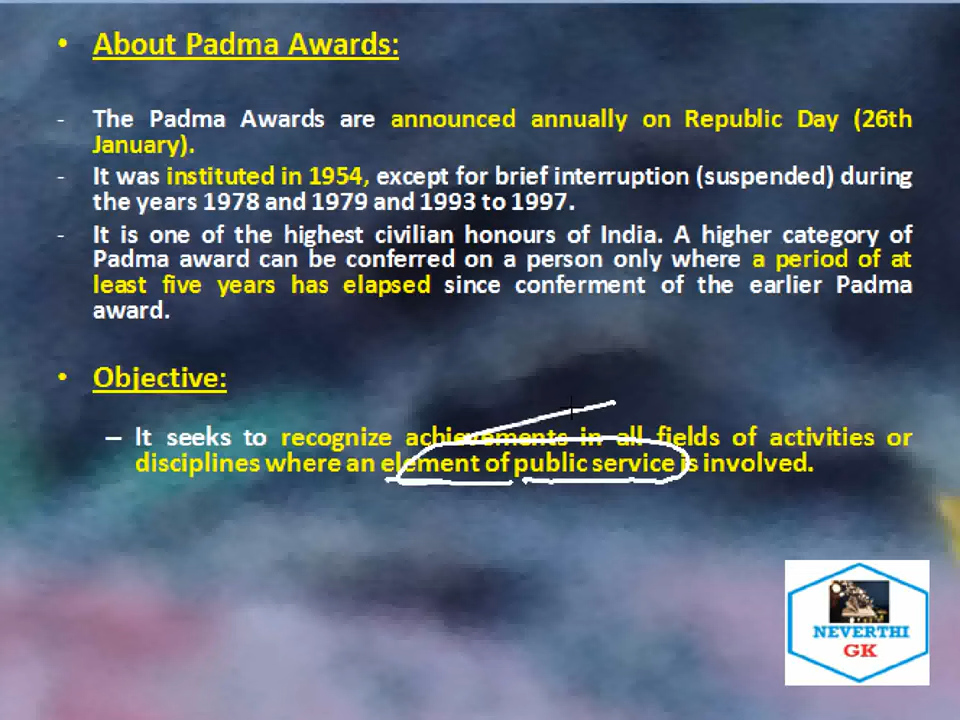 • About Padma Awards:
- The Padma Awards are announced annually on Republic Day (26th
January).
- It was instituted in 1954, except for brief interruption (suspended) during
the years 1978 and 1979 and 1993 to 1997.
- It is one of the highest civilian honours of India. A higher category of
Padma award can be conferred on a person only where a period of at
least five years has elapsed since conferment of the earlier Padma
award.
• Objective:
– It seeks to recognize achievements in all fields of activities or
disciplines where an element of public service is involved.
NEVERTHI
GK